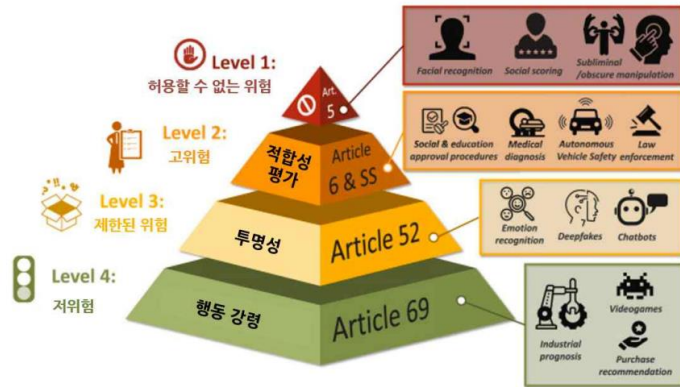 Level 1:
허용할 수 없는 위험
Art.
5
Facial recognition
Social scoring
Subliminal
/obscure manipulation
Level 2:
고위험
적합성
평가
Article
6 & SS
Social & education
approval procedures
Medical
diagnosis
Autonomous
Vehicle Safety
Law
enforcement
Level 3:
제한된 위험
투명성
Article 52
Emotion
recognition
Deepfakes
Chatbots
Level 4:
저위험
행동 강령
Article 69
Industrial
prognosis
Videogames
Purchase
recommendation